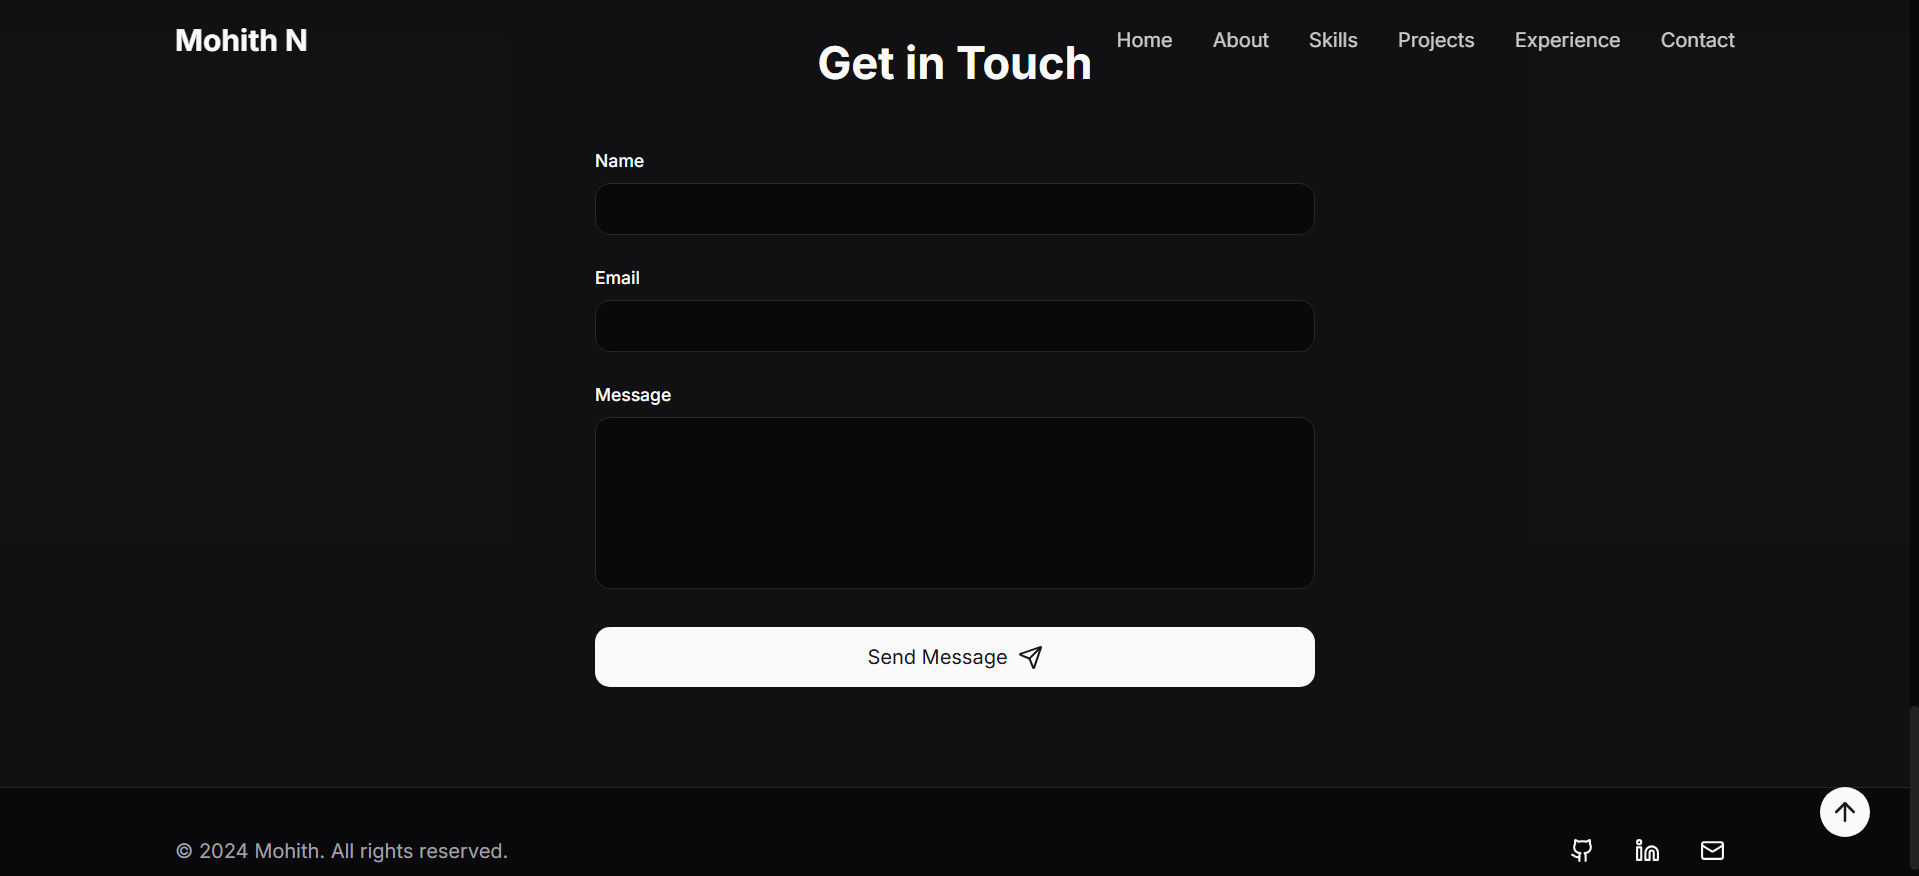 Mohith N
Home About Skills Projects Experience Contact
Get in Touch
Name
Email
Message
Send Message
© 2024 Mohith. All rights reserved.